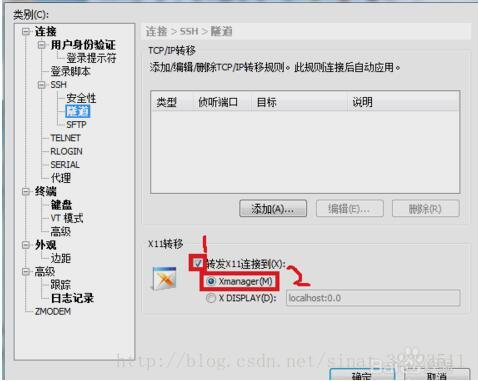 类别(C):
连接
用户身份验证
登录提示符
登录脚本
SSH
安全性
隧道
SFTP
TELNET
RLOGIN
SERIAL
代理
终端
键盘
VT 模式
高级
外观
边距
高级
跟踪
日志记录
ZMODEM
连接 > SSH > 隧道
TCP/IP转移
添加/编辑/删除TCP/IP转移规则。此规则连接后自动应用。
类型 侦听端口 目标 说明
添加(A)... 编辑(E)... 删除(R)
X11转移
1
转发X11连接到(X):
Xmanager(M)
2
X DISPLAY(D): localhost:0.0
确定 取消